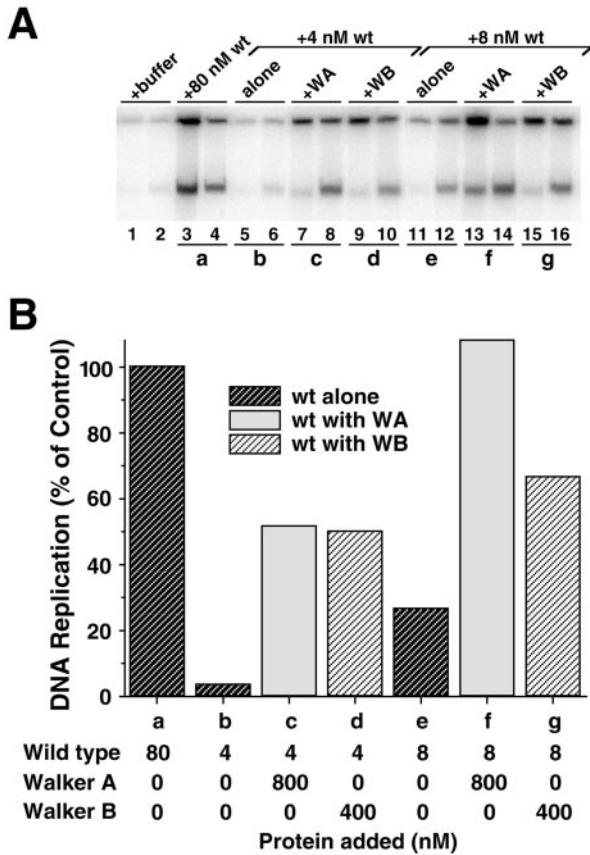 A
+4 nM wt +8 nM wt
+buffer +80 nM wt alone +WA +WB alone +WA +WB
1 2 3 4 5 6 7 8 9 10 11 12 13 14 15 16
a b c d e f g
B
DNA Replication (% of Control)
100
80
60
40
20
0
wt alone
wt with WA
wt with WB
a b c d e f g
Wild type 80 4 4 4 8 8 8
Walker A 0 0 800 0 0 800 0
Walker B 0 0 0 400 0 0 400
Protein added (nM)